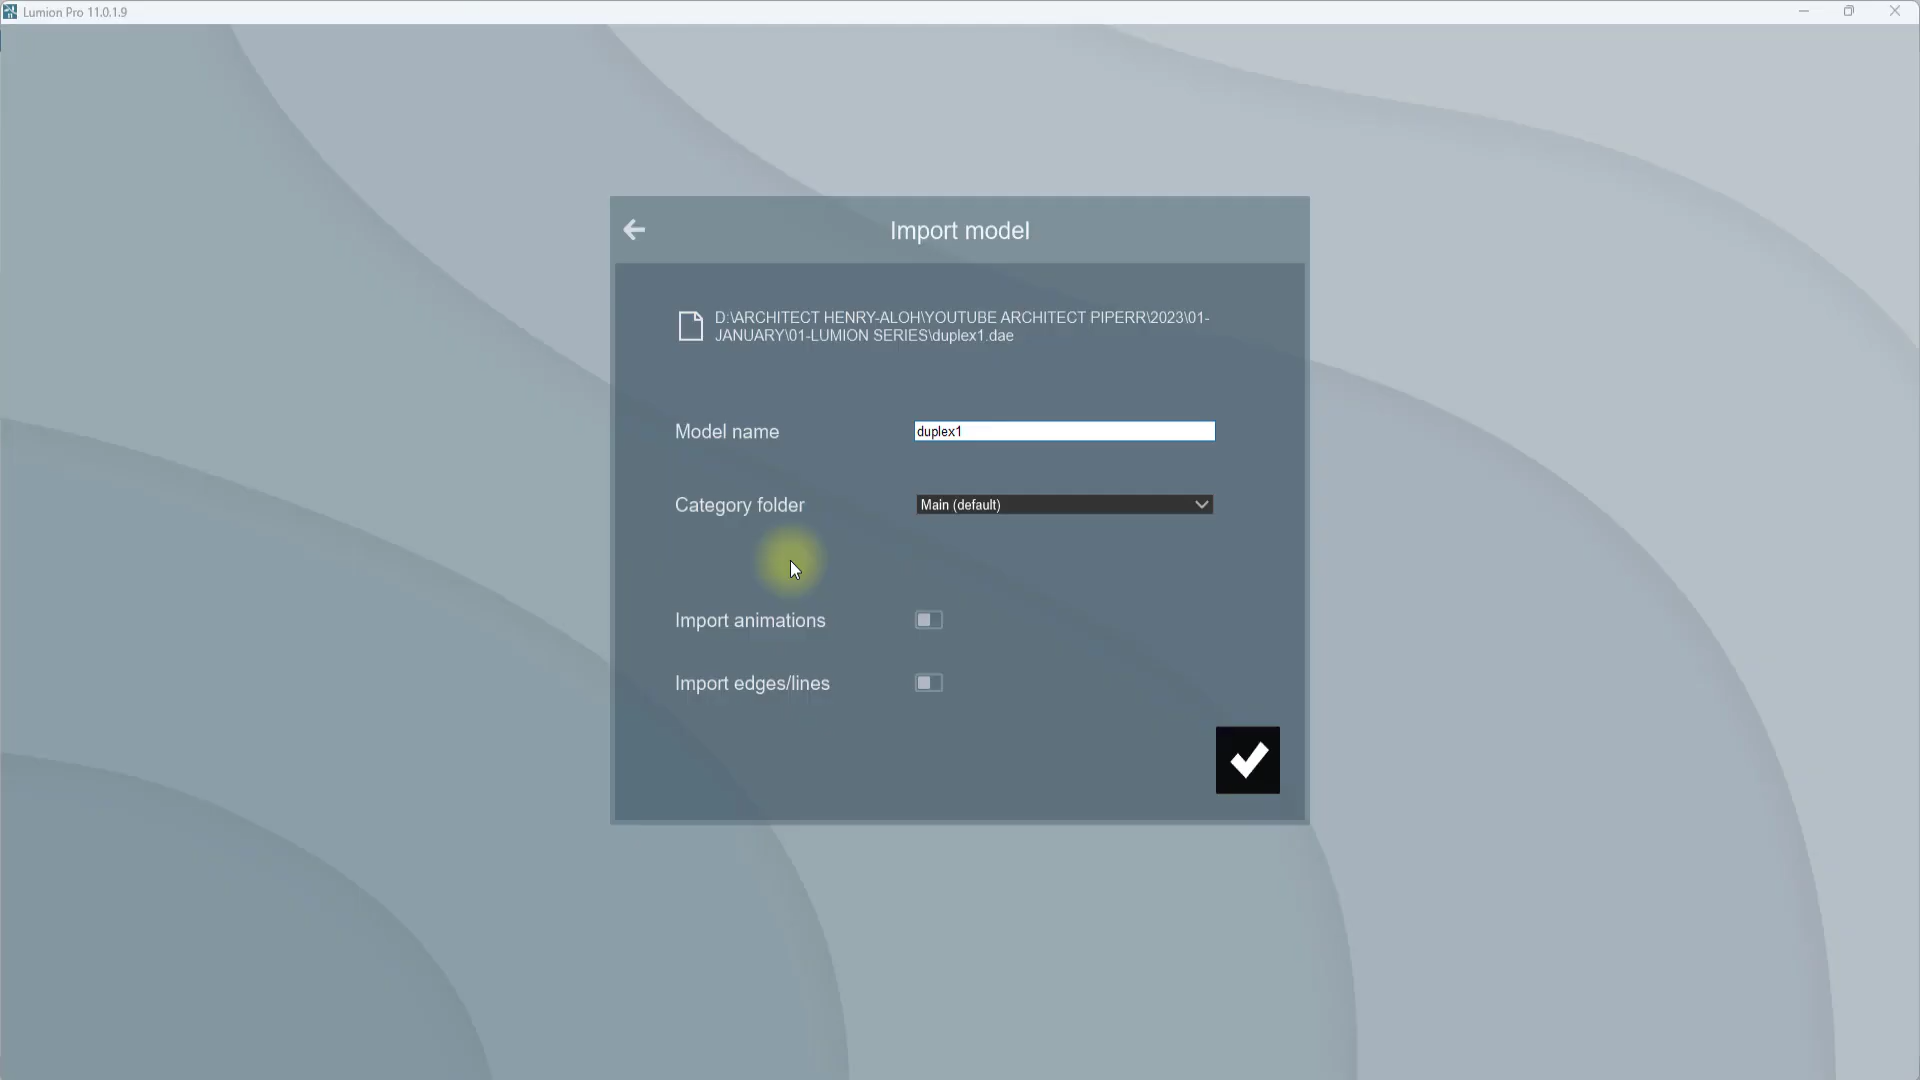 Lumion Pro 11.0.1.9
Import model
D:\ARCHITECT HENRY-ALOH\YOUTUBE ARCHITECT PIPERR\2023\01-
JANUARY\01-LUMION SERIES\duplex1.dae
Model name duplex1
Category folder Main (default)
Import animations
Import edges/lines